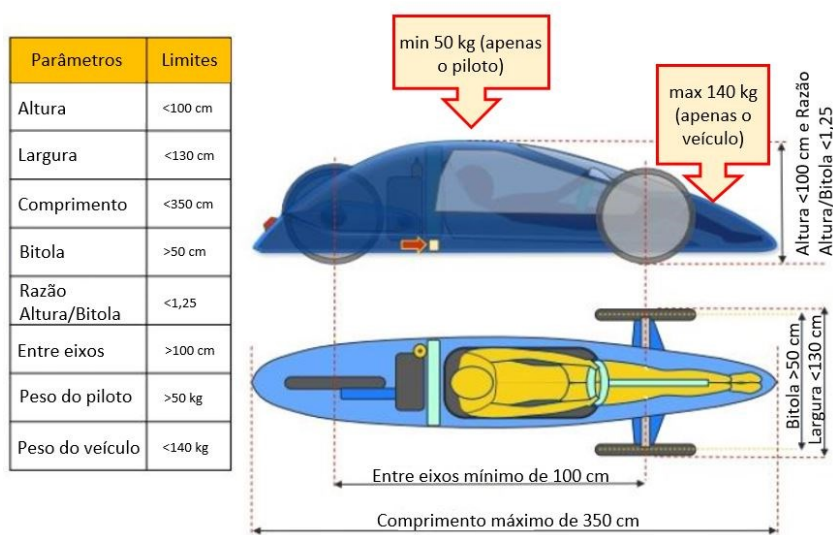 Parâmetros Limites
Altura <100 cm
Largura <130 cm
Comprimento <350 cm
Bitola >50 cm
Razão
Altura/Bitola <1,25
Entre eixos >100 cm
Peso do piloto >50 kg
Peso do veículo <140 kg
min 50 kg (apenas
o piloto)
max 140 kg
(apenas o
veículo)
Altura <100 cm e Razão
Altura/Bitola <1,25
Bitola >50 cm
Largura <130 cm
Entre eixos mínimo de 100 cm
Comprimento máximo de 350 cm